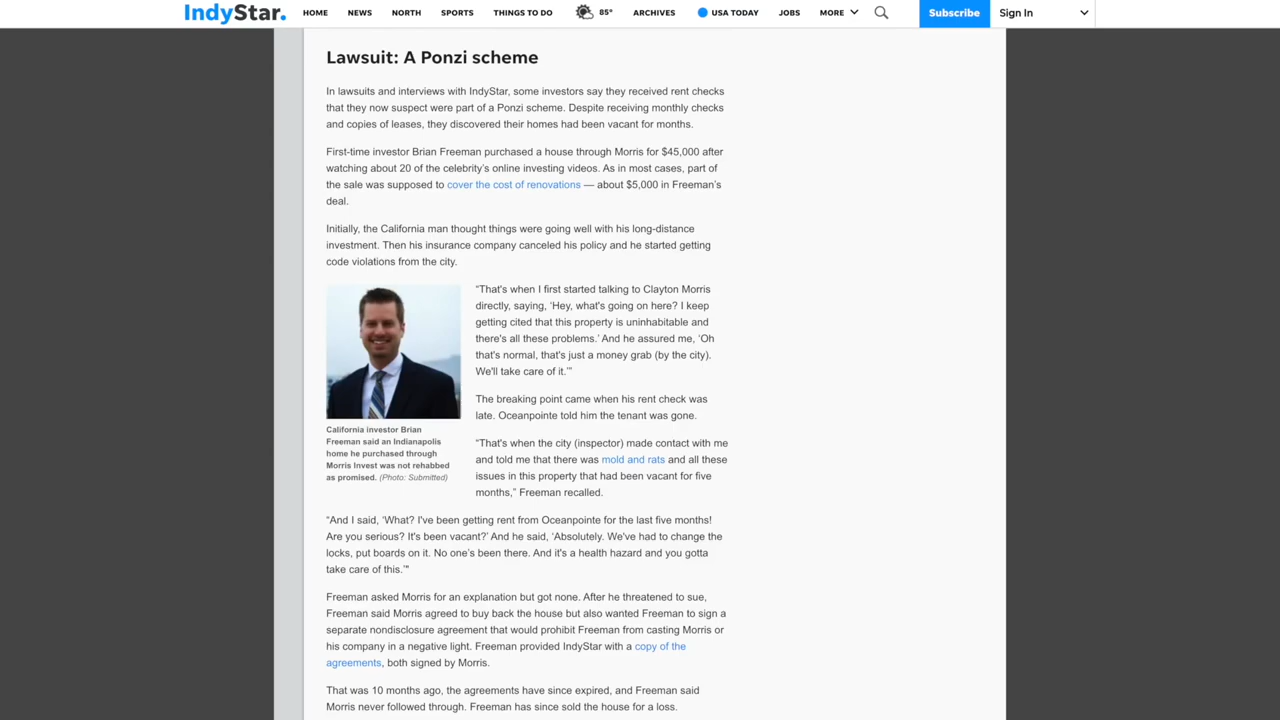 IndyStar.
HOME NEWS NORTH SPORTS THINGS TO DO 85° ARCHIVES USA TODAY JOBS MORE Subscribe Sign In
Lawsuit: A Ponzi scheme
In lawsuits and interviews with IndyStar, some investors say they received rent checks
that they now suspect were part of a Ponzi scheme. Despite receiving monthly checks
and copies of leases, they discovered their homes had been vacant for months.
First-time investor Brian Freeman purchased a house through Morris for $45,000 after
watching about 20 of the celebrity's online investing videos. As in most cases, part of
the sale was supposed to cover the cost of renovations — about $5,000 in Freeman's
deal.
Initially, the California man thought things were going well with his long-distance
investment. Then his insurance company canceled his policy and he started getting
code violations from the city.
“That's when I first started talking to Clayton Morris
directly, saying, ‘Hey, what's going on here? I keep
getting cited that this property is uninhabitable and
there's all these problems.’ And he assured me, ‘Oh
that's normal, that's just a money grab (by the city).
We'll take care of it.’”
The breaking point came when his rent check was
late. Oceanpointe told him the tenant was gone.
California investor Brian
Freeman said an Indianapolis
home he purchased through
Morris Invest was not rehabbed
as promised. (Photo: Submitted)
“That's when the city (inspector) made contact with me
and told me that there was mold and rats and all these
issues in this property that had been vacant for five
months,” Freeman recalled.
“And I said, ‘What? I've been getting rent from Oceanpointe for the last five months!
Are you serious? It's been vacant?’ And he said, ‘Absolutely. We've had to change the
locks, put boards on it. No one's been there. And it's a health hazard and you gotta
take care of this.’"
Freeman asked Morris for an explanation but got none. After he threatened to sue,
Freeman said Morris agreed to buy back the house but also wanted Freeman to sign a
separate nondisclosure agreement that would prohibit Freeman from casting Morris or
his company in a negative light. Freeman provided IndyStar with a copy of the
agreements, both signed by Morris.
That was 10 months ago, the agreements have since expired, and Freeman said
Morris never followed through. Freeman has since sold the house for a loss.